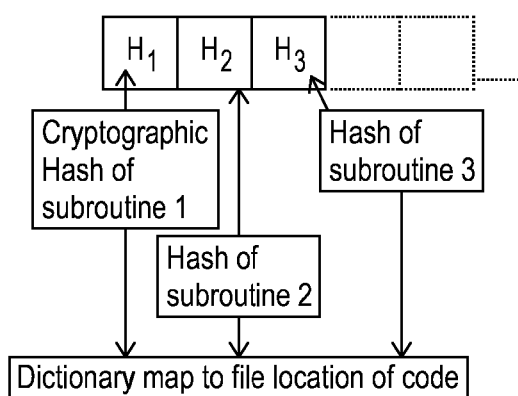 H1 H2 H3
Cryptographic
Hash of
subroutine 1
Hash of
subroutine 3
Hash of
subroutine 2
Dictionary map to file location of code